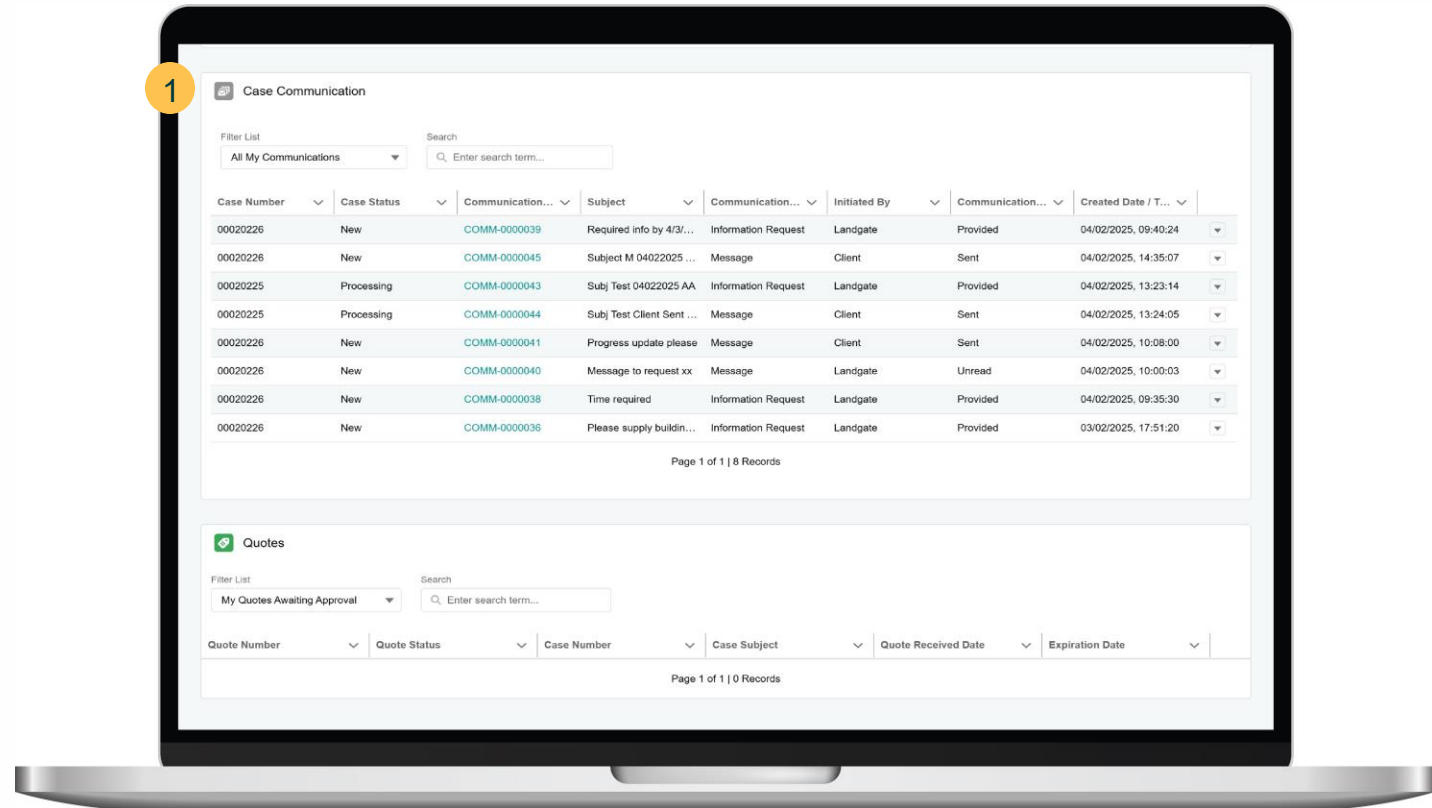 1
Case Communication
Filter List Search
All My Communications Enter search term...
Case Number Case Status Communication... Subject Communication... Initiated By Communication... Created Date / T...
00020226 New COMM-0000039 Required info by 4/3/... Information Request Landgate Provided 04/02/2025, 09:40:24
00020226 New COMM-0000045 Subject M 04022025 ... Message Client Sent 04/02/2025, 14:35:07
00020225 Processing COMM-0000043 Subj Test 04022025 AA Information Request Landgate Provided 04/02/2025, 13:23:14
00020225 Processing COMM-0000044 Subj Test Client Sent ... Message Client Sent 04/02/2025, 13:24:05
00020226 New COMM-0000041 Progress update please Message Client Sent 04/02/2025, 10:08:00
00020226 New COMM-0000040 Message to request xx Message Landgate Unread 04/02/2025, 10:00:03
00020226 New COMM-0000038 Time required Information Request Landgate Provided 04/02/2025, 09:35:30
00020226 New COMM-0000036 Please supply buildin... Information Request Landgate Provided 03/02/2025, 17:51:20
Page 1 of 1 | 8 Records
Quotes
Filter List Search
My Quotes Awaiting Approval Enter search term...
Quote Number Quote Status Case Number Case Subject Quote Received Date Expiration Date
Page 1 of 1 | 0 Records